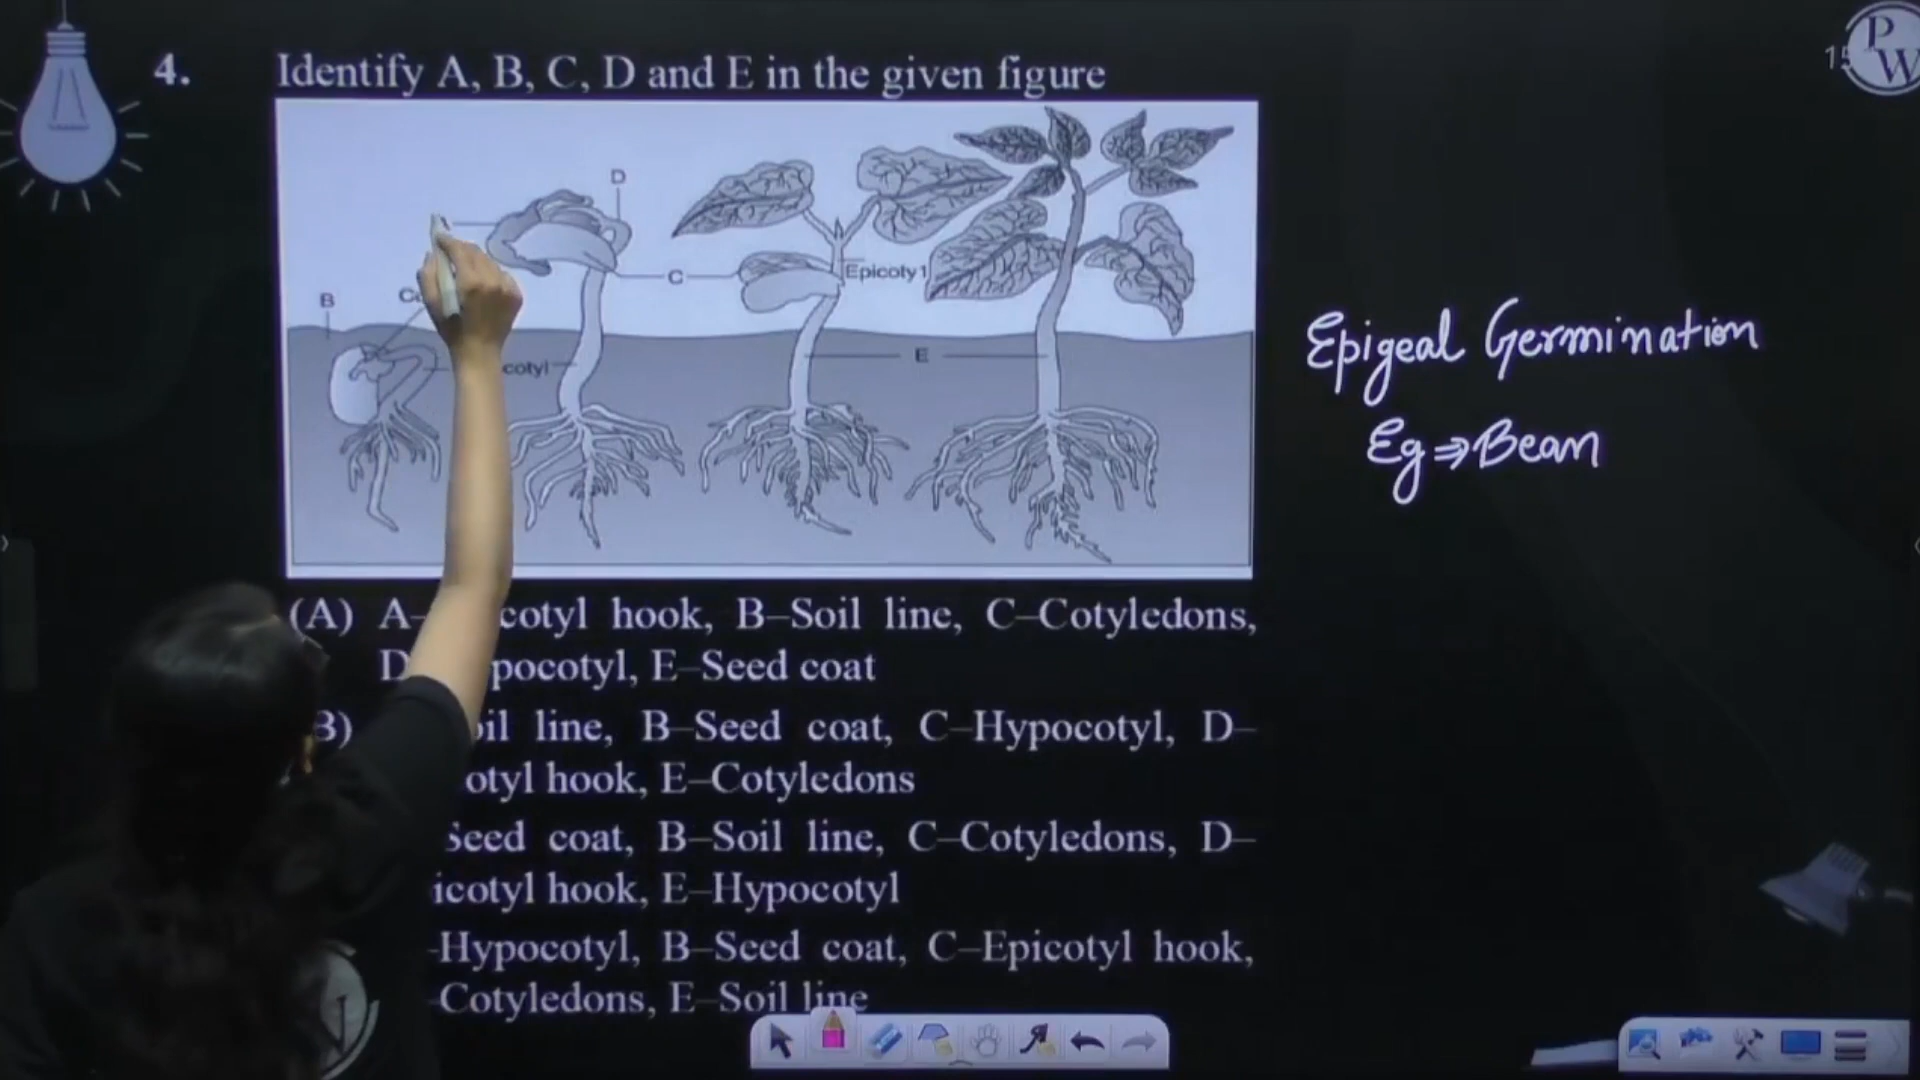 4. Identify A, B, C, D and E in the given figure
15
PW
D
C
Epicotyl
B
cotyl
E
Epigeal Germination
Eg ⇒ Bean
(A) A– cotyl hook, B–Soil line, C–Cotyledons,
D pocotyl, E–Seed coat
B) il line, B–Seed coat, C–Hypocotyl, D–
otyl hook, E–Cotyledons
Seed coat, B–Soil line, C–Cotyledons, D–
icotyl hook, E–Hypocotyl
-Hypocotyl, B–Seed coat, C–Epicotyl hook,
-Cotyledons, E–Soil line